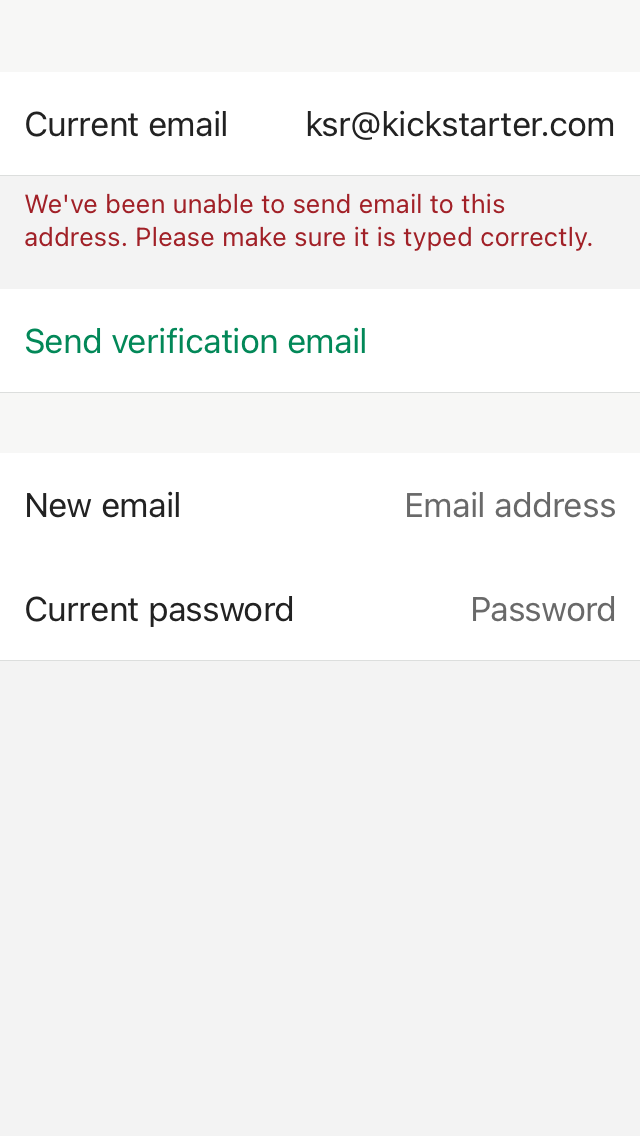 Current email ksr@kickstarter.com
We've been unable to send email to this
address. Please make sure it is typed correctly.
Send verification email
New email Email address
Current password Password